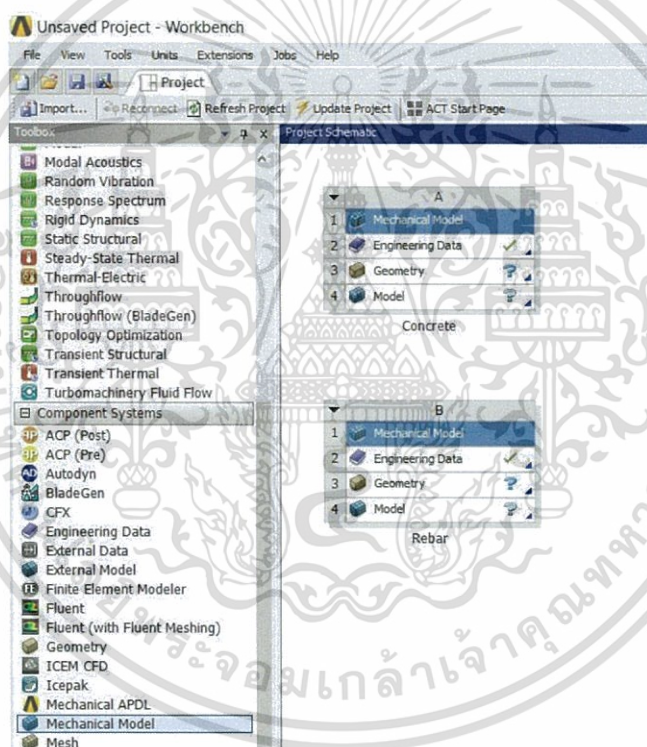 Unsaved Project - Workbench
File View Tools Units Extensions Jobs Help
Project
Import... Reconnect Refresh Project Update Project ACT Start Page
Toolbox
Project Schematic
Modal Acoustics
Random Vibration
Response Spectrum
Rigid Dynamics
Static Structural
Steady-State Thermal
Thermal-Electric
Throughflow
Throughflow (BladeGen)
Topology Optimization
Transient Structural
Transient Thermal
Turbomachinery Fluid Flow
Component Systems
ACP (Post)
ACP (Pre)
Autodyn
BladeGen
CFX
Engineering Data
External Data
External Model
Finite Element Modeler
Fluent
Fluent (with Fluent Meshing)
Geometry
ICEM CFD
Icepak
Mechanical APDL
Mechanical Model
Mesh
A
1 Mechanical Model
2 Engineering Data
3 Geometry
4 Model
Concrete
B
1 Mechanical Model
2 Engineering Data
3 Geometry
4 Model
Rebar